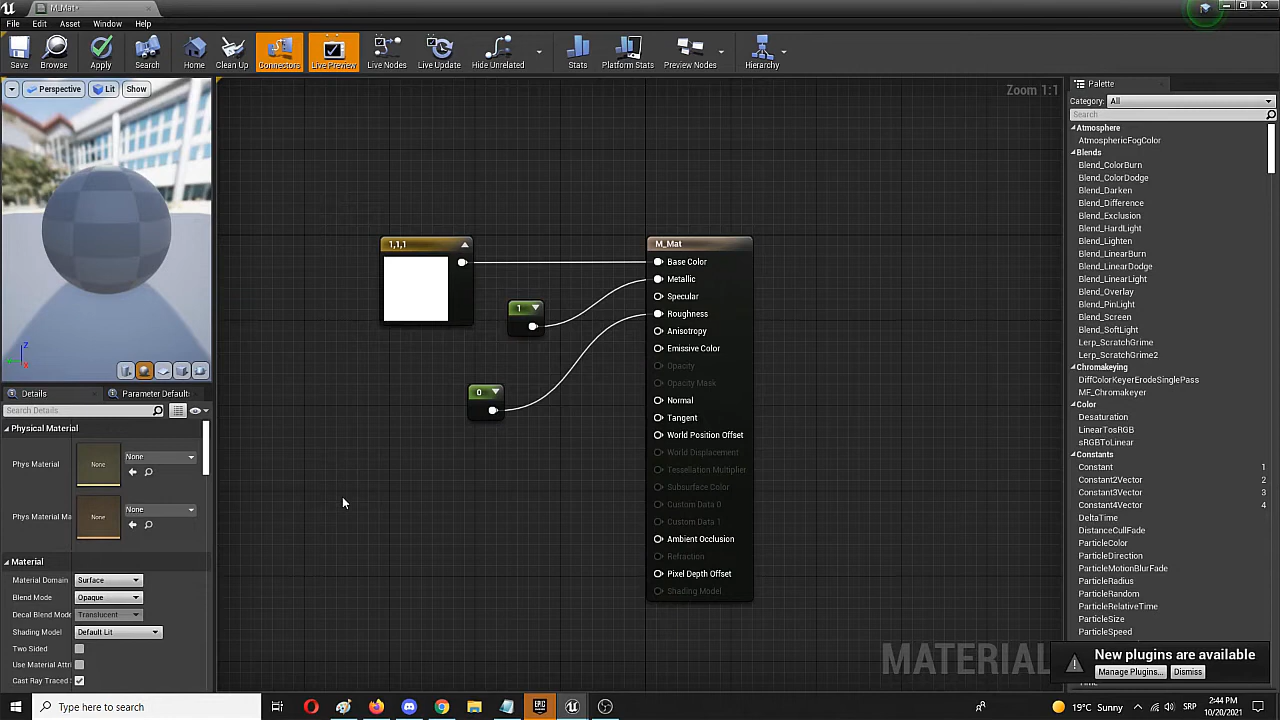 M_Mat*
File Edit Asset Window Help
Save Browse Apply Search Home Clean Up Connectors Live Preview Live Nodes Live Update Hide Unrelated Stats Platform Stats Preview Nodes Hierarchy
Perspective Lit Show
Zoom 1:1
Palette
Category: All
Search
Atmosphere
AtmosphericFogColor
Blends
Blend_ColorBurn
Blend_ColorDodge
Blend_Darken
Blend_Difference
Blend_Exclusion
Blend_HardLight
Blend_Lighten
Blend_LinearBurn
Blend_LinearDodge
Blend_LinearLight
Blend_Overlay
Blend_PinLight
Blend_Screen
Blend_SoftLight
Lerp_ScratchGrime
Lerp_ScratchGrime2
Chromakeying
DiffColorKeyerErodeSinglePass
MF_Chromakeyer
Color
Desaturation
LinearTosRGB
sRGBToLinear
Constants
Constant 1
Constant2Vector 2
Constant3Vector 3
Constant4Vector 4
DeltaTime
DistanceCullFade
ParticleColor
ParticleDirection
ParticleMotionBlurFade
ParticleRadius
ParticleRandom
ParticleRelativeTime
ParticleSize
ParticleSpeed
1,1,1
1
0
M_Mat
Base Color
Metallic
Specular
Roughness
Anisotropy
Emissive Color
Opacity
Opacity Mask
Normal
Tangent
World Position Offset
World Displacement
Tessellation Multiplier
Subsurface Color
Custom Data 0
Custom Data 1
Ambient Occlusion
Refraction
Pixel Depth Offset
Shading Model
MATERIAL
Z
X
Details Parameter Default
Search Details
Physical Material
Phys Material None None
Phys Material Ma None None
Material
Material Domain Surface
Blend Mode Opaque
Decal Blend Mode Translucent
Shading Model Default Lit
Two Sided
Use Material Attri
Cast Ray Traced
New plugins are available
Manage Plugins... Dismiss
Type here to search
EPIC
19°C Sunny
2:44 PM
10/20/2021